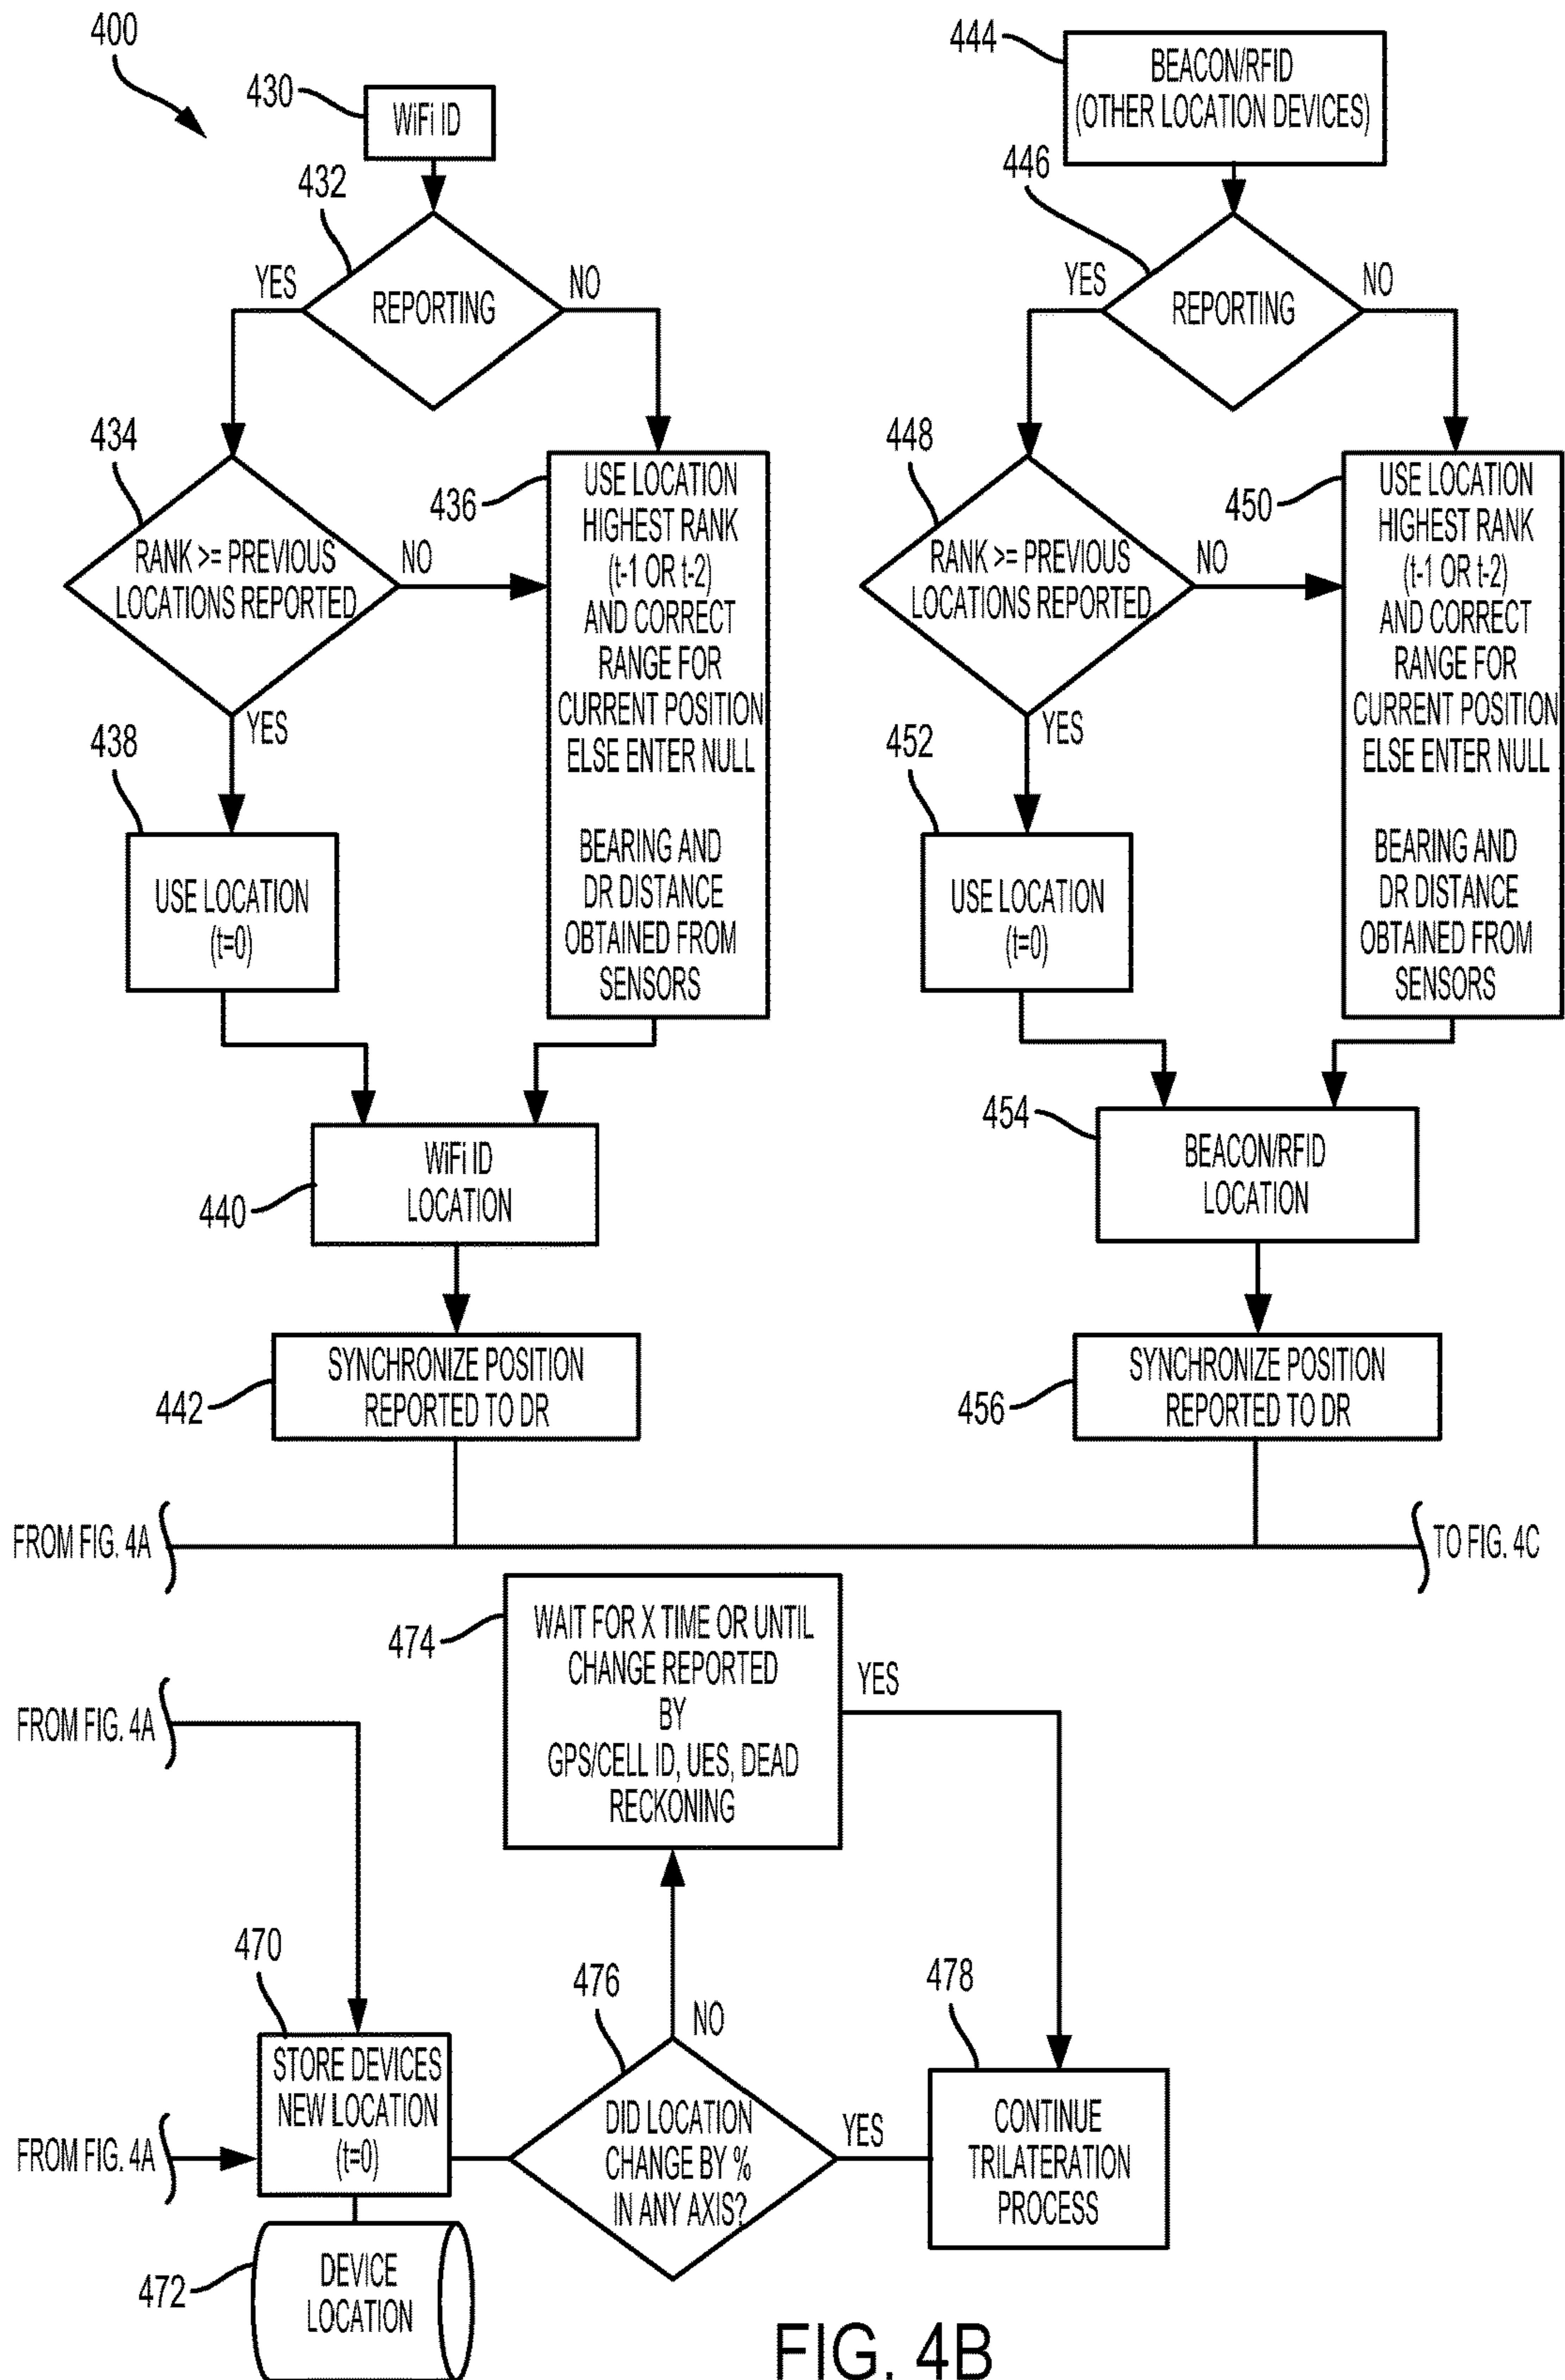 400
430
WiFi ID
432
YES
REPORTING
NO
434
RANK >= PREVIOUS
LOCATIONS REPORTED
NO
YES
436
USE LOCATION
HIGHEST RANK
(t-1 OR t-2)
AND CORRECT
RANGE FOR
CURRENT POSITION
ELSE ENTER NULL
BEARING AND
DR DISTANCE
OBTAINED FROM
SENSORS
438
USE LOCATION
(t=0)
440
WiFi ID
LOCATION
442
SYNCHRONIZE POSITION
REPORTED TO DR
444
BEACON/RFID
(OTHER LOCATION DEVICES)
446
YES
REPORTING
NO
448
RANK >= PREVIOUS
LOCATIONS REPORTED
NO
YES
450
USE LOCATION
HIGHEST RANK
(t-1 OR t-2)
AND CORRECT
RANGE FOR
CURRENT POSITION
ELSE ENTER NULL
BEARING AND
DR DISTANCE
OBTAINED FROM
SENSORS
452
USE LOCATION
(t=0)
454
BEACON/RFID
LOCATION
456
SYNCHRONIZE POSITION
REPORTED TO DR
FROM FIG. 4A
TO FIG. 4C
474
WAIT FOR X TIME OR UNTIL
CHANGE REPORTED
BY
GPS/CELL ID, UES, DEAD
RECKONING
YES
FROM FIG. 4A
470
STORE DEVICES
NEW LOCATION
(t=0)
FROM FIG. 4A
472
DEVICE
LOCATION
476
NO
DID LOCATION
CHANGE BY %
IN ANY AXIS?
YES
478
CONTINUE
TRILATERATION
PROCESS
FIG. 4B